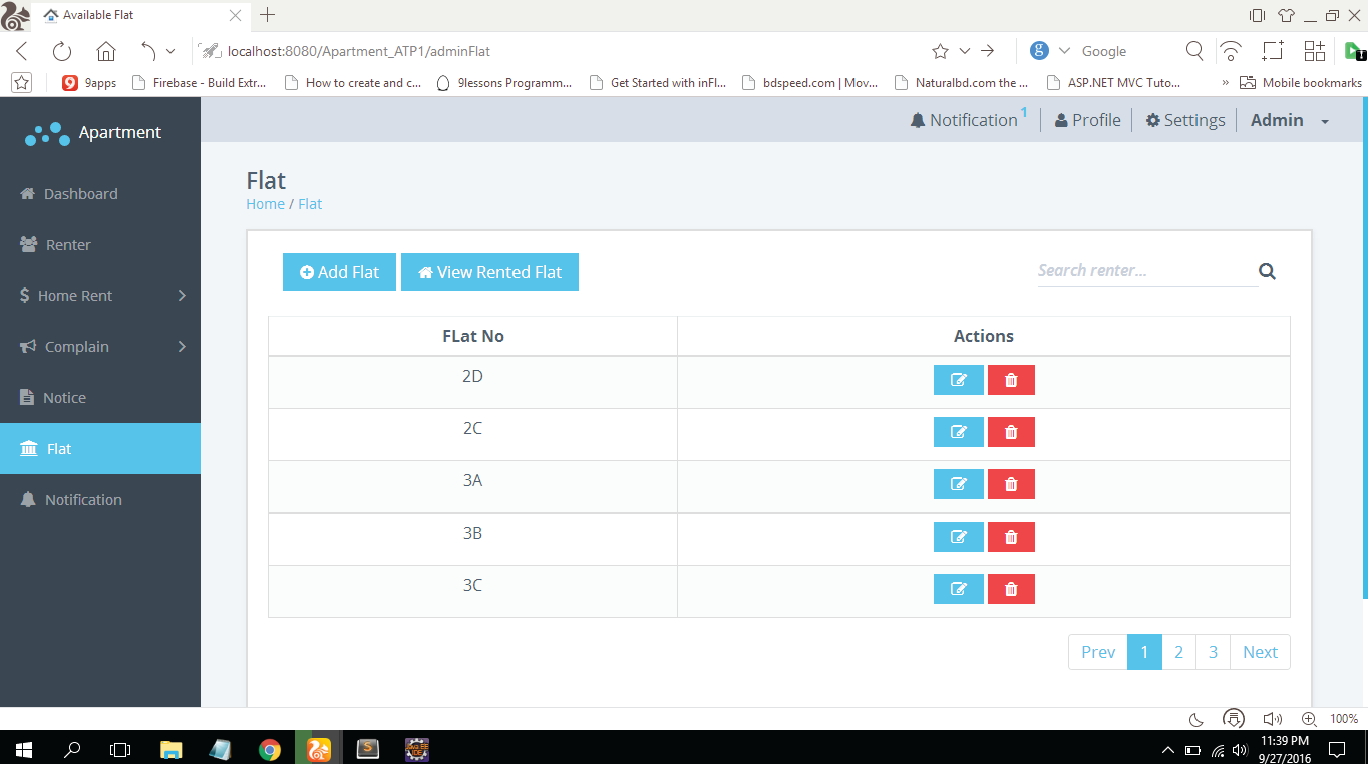 Available Flat
localhost:8080/Apartment_ATP1/adminFlat
g
Google
T
9
9apps
Firebase - Build Extr...
How to create and c...
9lessons Programm...
Get Started with inFl...
bdspeed.com | Mov...
Naturalbd.com the ...
ASP.NET MVC Tuto...
»
Mobile bookmarks
Apartment
Notification 1
Profile
Settings
Admin
Dashboard
Renter
$ Home Rent
Complain
Notice
Flat
Notification
Flat
Home / Flat
Add Flat
View Rented Flat
Search renter...
FLat No
Actions
2D
2C
3A
3B
3C
Prev 1 2 3 Next
100%
S
11:39 PM
9/27/2016